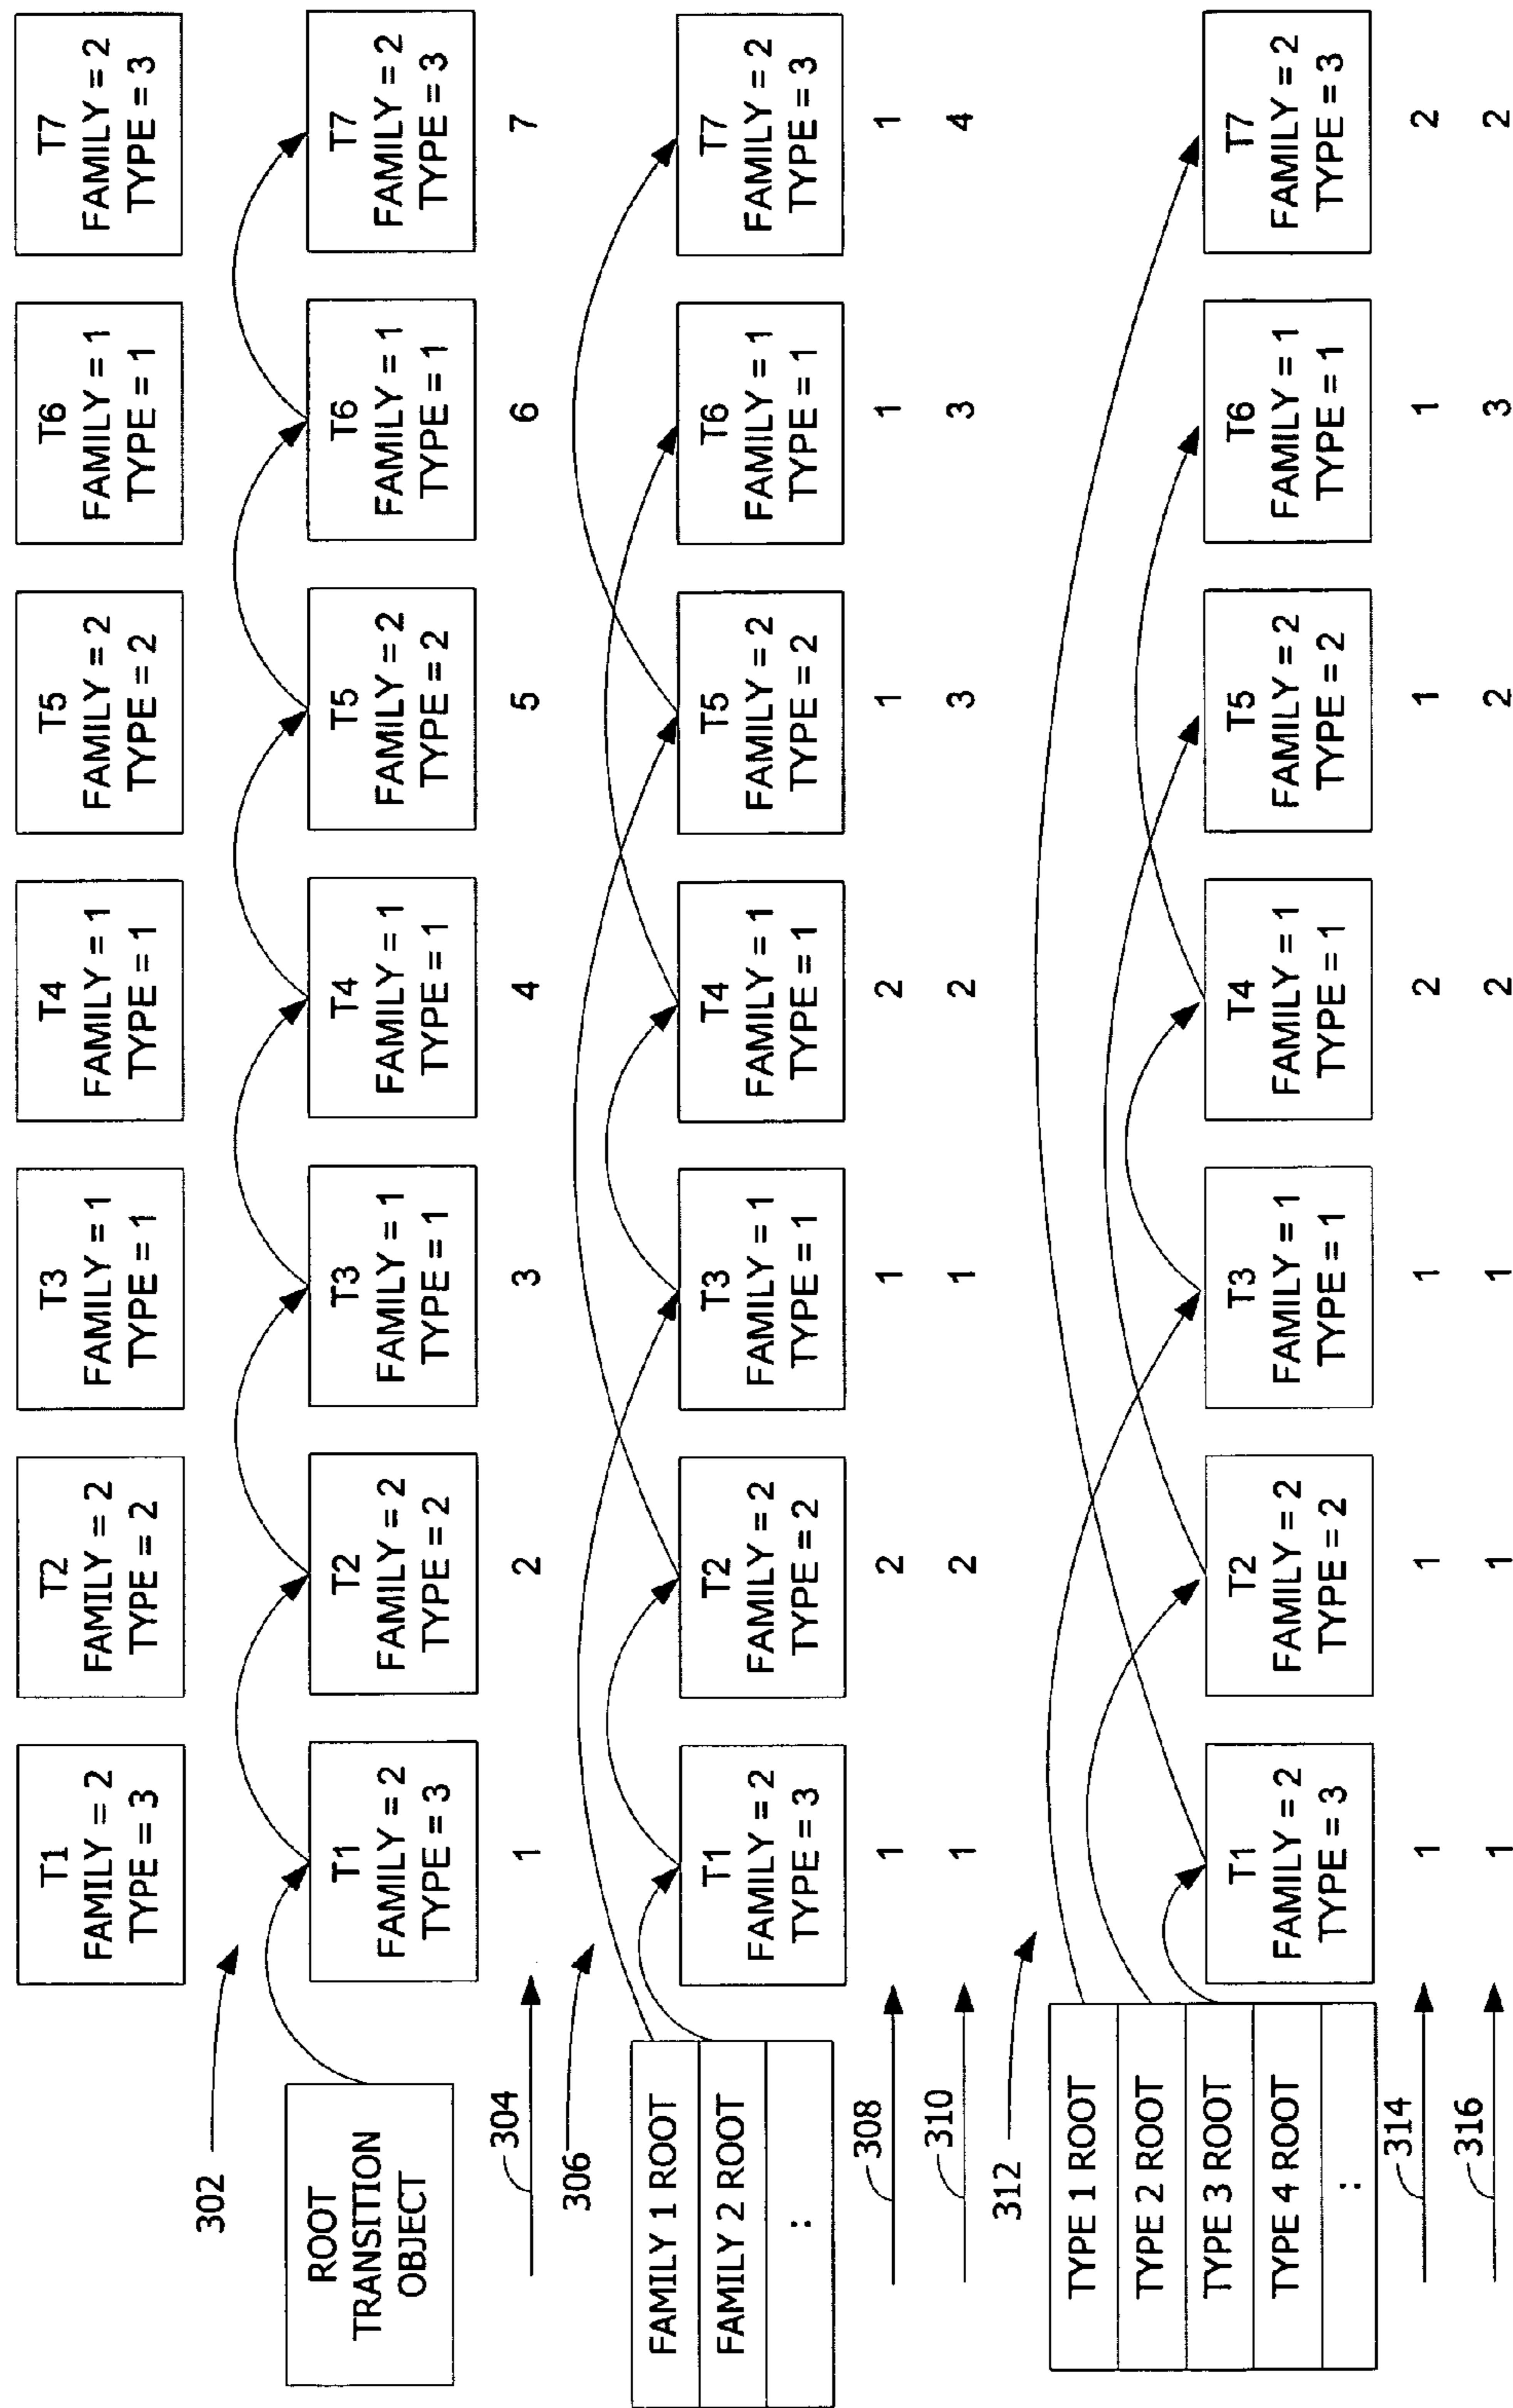 T1
FAMILY = 2
TYPE = 3
T2
FAMILY = 2
TYPE = 2
T3
FAMILY = 1
TYPE = 1
T4
FAMILY = 1
TYPE = 1
T5
FAMILY = 2
TYPE = 2
T6
FAMILY = 1
TYPE = 1
T7
FAMILY = 2
TYPE = 3
302
ROOT
TRANSITION
OBJECT
T1
FAMILY = 2
TYPE = 3
T2
FAMILY = 2
TYPE = 2
T3
FAMILY = 1
TYPE = 1
T4
FAMILY = 1
TYPE = 1
T5
FAMILY = 2
TYPE = 2
T6
FAMILY = 1
TYPE = 1
T7
FAMILY = 2
TYPE = 3
304
1 2 3 4 5 6 7
306
FAMILY 1 ROOT
FAMILY 2 ROOT
:
T1
FAMILY = 2
TYPE = 3
T2
FAMILY = 2
TYPE = 2
T3
FAMILY = 1
TYPE = 1
T4
FAMILY = 1
TYPE = 1
T5
FAMILY = 2
TYPE = 2
T6
FAMILY = 1
TYPE = 1
T7
FAMILY = 2
TYPE = 3
308
1 2 1 2 1 1 1
310
1 2 1 2 3 3 4
312
TYPE 1 ROOT
TYPE 2 ROOT
TYPE 3 ROOT
TYPE 4 ROOT
:
T1
FAMILY = 2
TYPE = 3
T2
FAMILY = 2
TYPE = 2
T3
FAMILY = 1
TYPE = 1
T4
FAMILY = 1
TYPE = 1
T5
FAMILY = 2
TYPE = 2
T6
FAMILY = 1
TYPE = 1
T7
FAMILY = 2
TYPE = 3
314
1 1 1 2 1 1 2
316
1 1 1 2 2 3 2